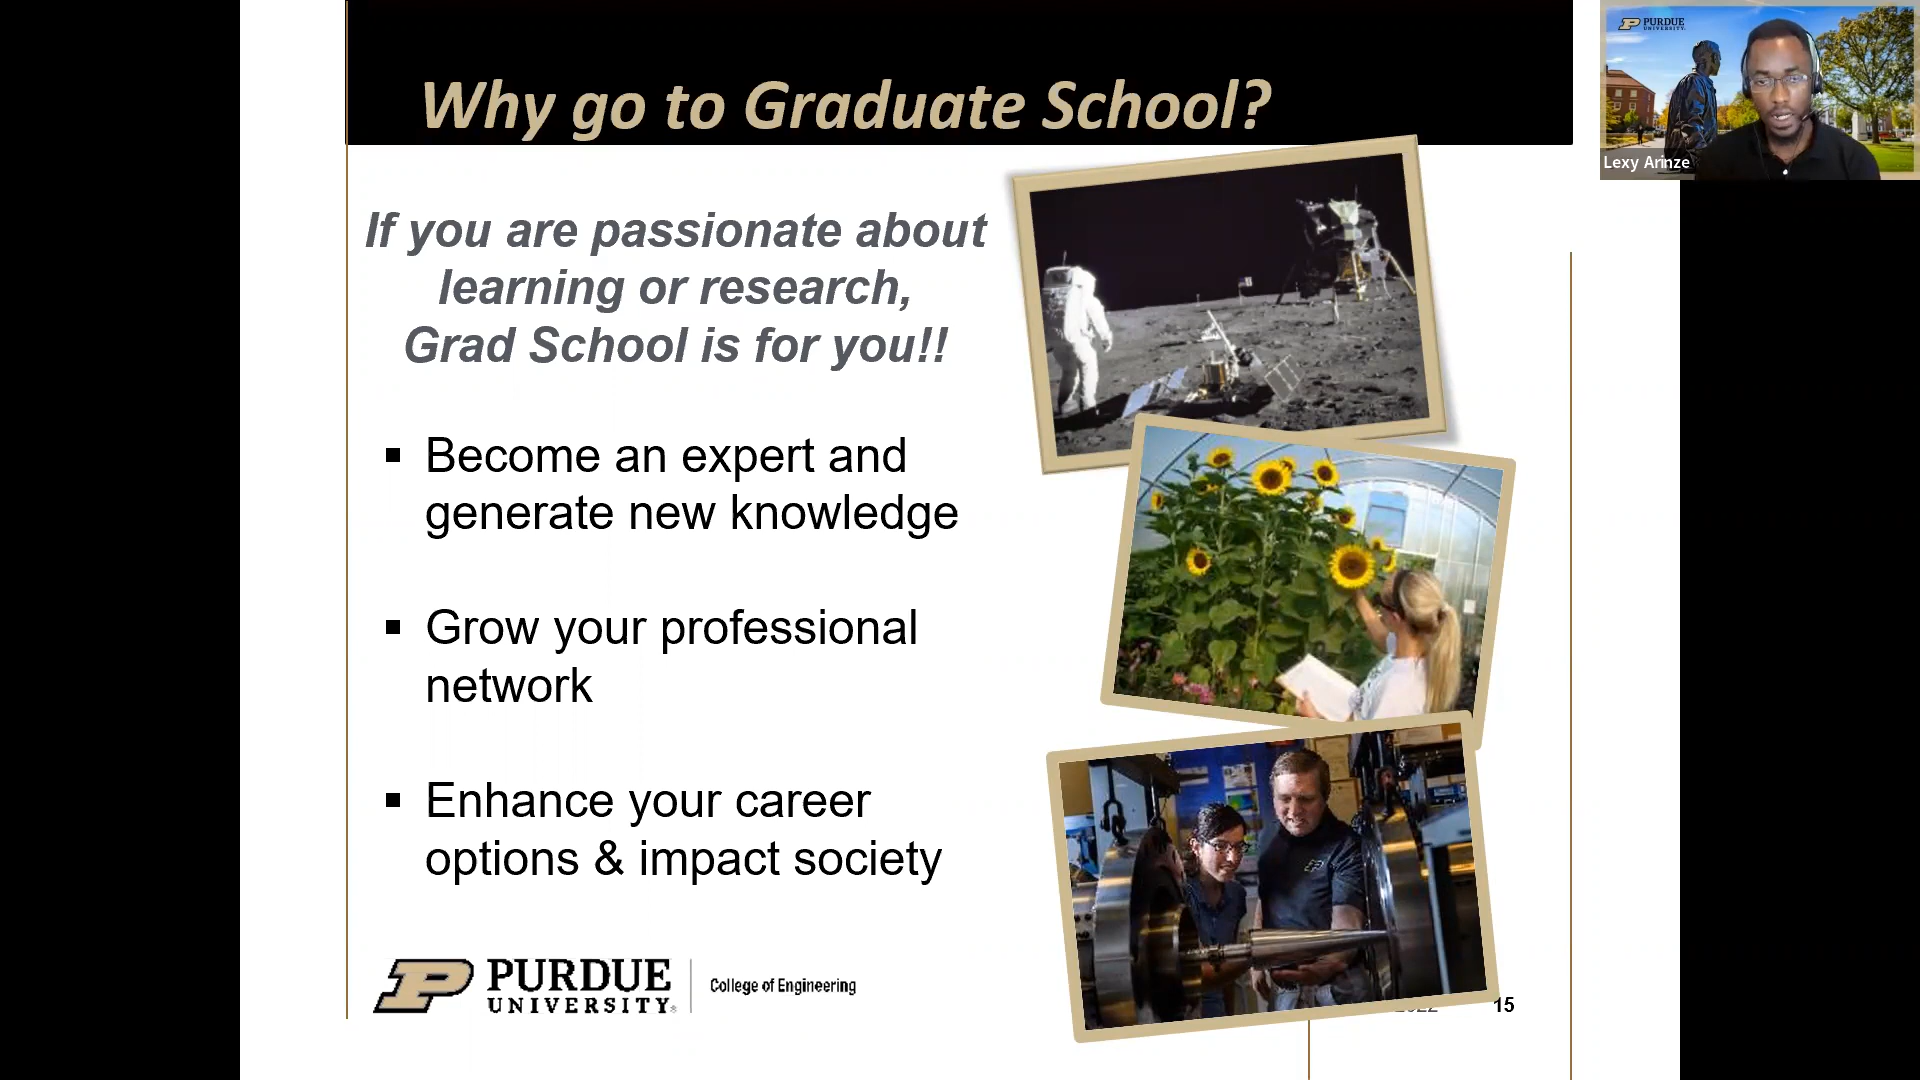 Why go to Graduate School?
PURDUE
UNIVERSITY
Lexy Arinze
If you are passionate about
learning or research,
Grad School is for you!!
▪ Become an expert and
generate new knowledge
▪ Grow your professional
network
▪ Enhance your career
options & impact society
PURDUE
UNIVERSITY®
College of Engineering
15